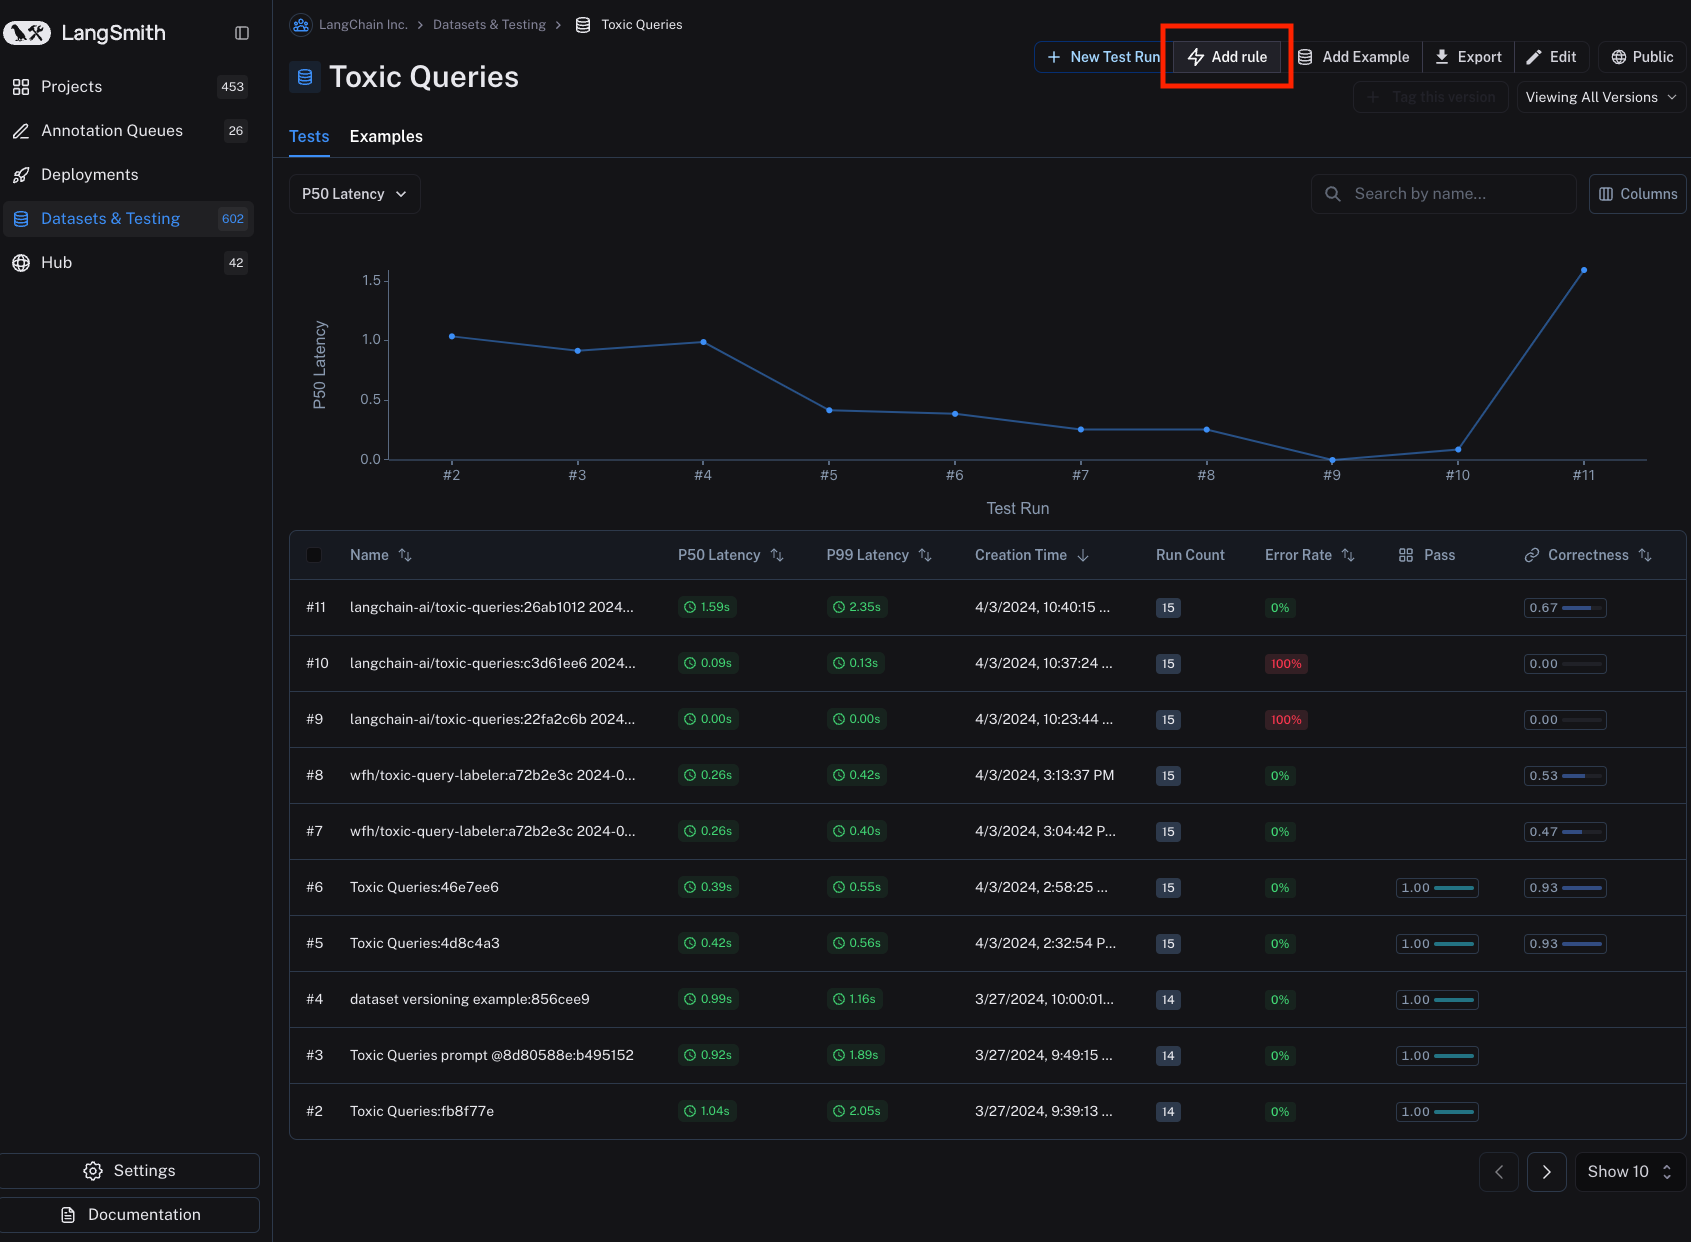 LangSmith
Projects 453
Annotation Queues 26
Deployments
Datasets & Testing 602
Hub 42
Settings
Documentation
LangChain Inc. > Datasets & Testing > Toxic Queries
Toxic Queries
+ New Test Run
Add rule
Add Example
Export
Edit
Public
+ Tag this version
Viewing All Versions
Tests Examples
P50 Latency
Search by name...
Columns
P50 Latency
1.5
1.0
0.5
0.0
#2 #3 #4 #5 #6 #7 #8 #9 #10 #11
Test Run
Name P50 Latency P99 Latency Creation Time Run Count Error Rate Pass Correctness
#11 langchain-ai/toxic-queries:26ab1012 2024... 1.59s 2.35s 4/3/2024, 10:40:15 ... 15 0% 0.67
#10 langchain-ai/toxic-queries:c3d61ee6 2024... 0.09s 0.13s 4/3/2024, 10:37:24 ... 15 100% 0.00
#9 langchain-ai/toxic-queries:22fa2c6b 2024... 0.00s 0.00s 4/3/2024, 10:23:44 ... 15 100% 0.00
#8 wfh/toxic-query-labeler:a72b2e3c 2024-0... 0.26s 0.42s 4/3/2024, 3:13:37 PM 15 0% 0.53
#7 wfh/toxic-query-labeler:a72b2e3c 2024-0... 0.26s 0.40s 4/3/2024, 3:04:42 P... 15 0% 0.47
#6 Toxic Queries:46e7ee6 0.39s 0.55s 4/3/2024, 2:58:25 ... 15 0% 1.00 0.93
#5 Toxic Queries:4d8c4a3 0.42s 0.56s 4/3/2024, 2:32:54 P... 15 0% 1.00 0.93
#4 dataset versioning example:856cee9 0.99s 1.16s 3/27/2024, 10:00:01... 14 0% 1.00
#3 Toxic Queries prompt @8d80588e:b495152 0.92s 1.89s 3/27/2024, 9:49:15 ... 14 0% 1.00
#2 Toxic Queries:fb8f77e 1.04s 2.05s 3/27/2024, 9:39:13 ... 14 0% 1.00
Show 10